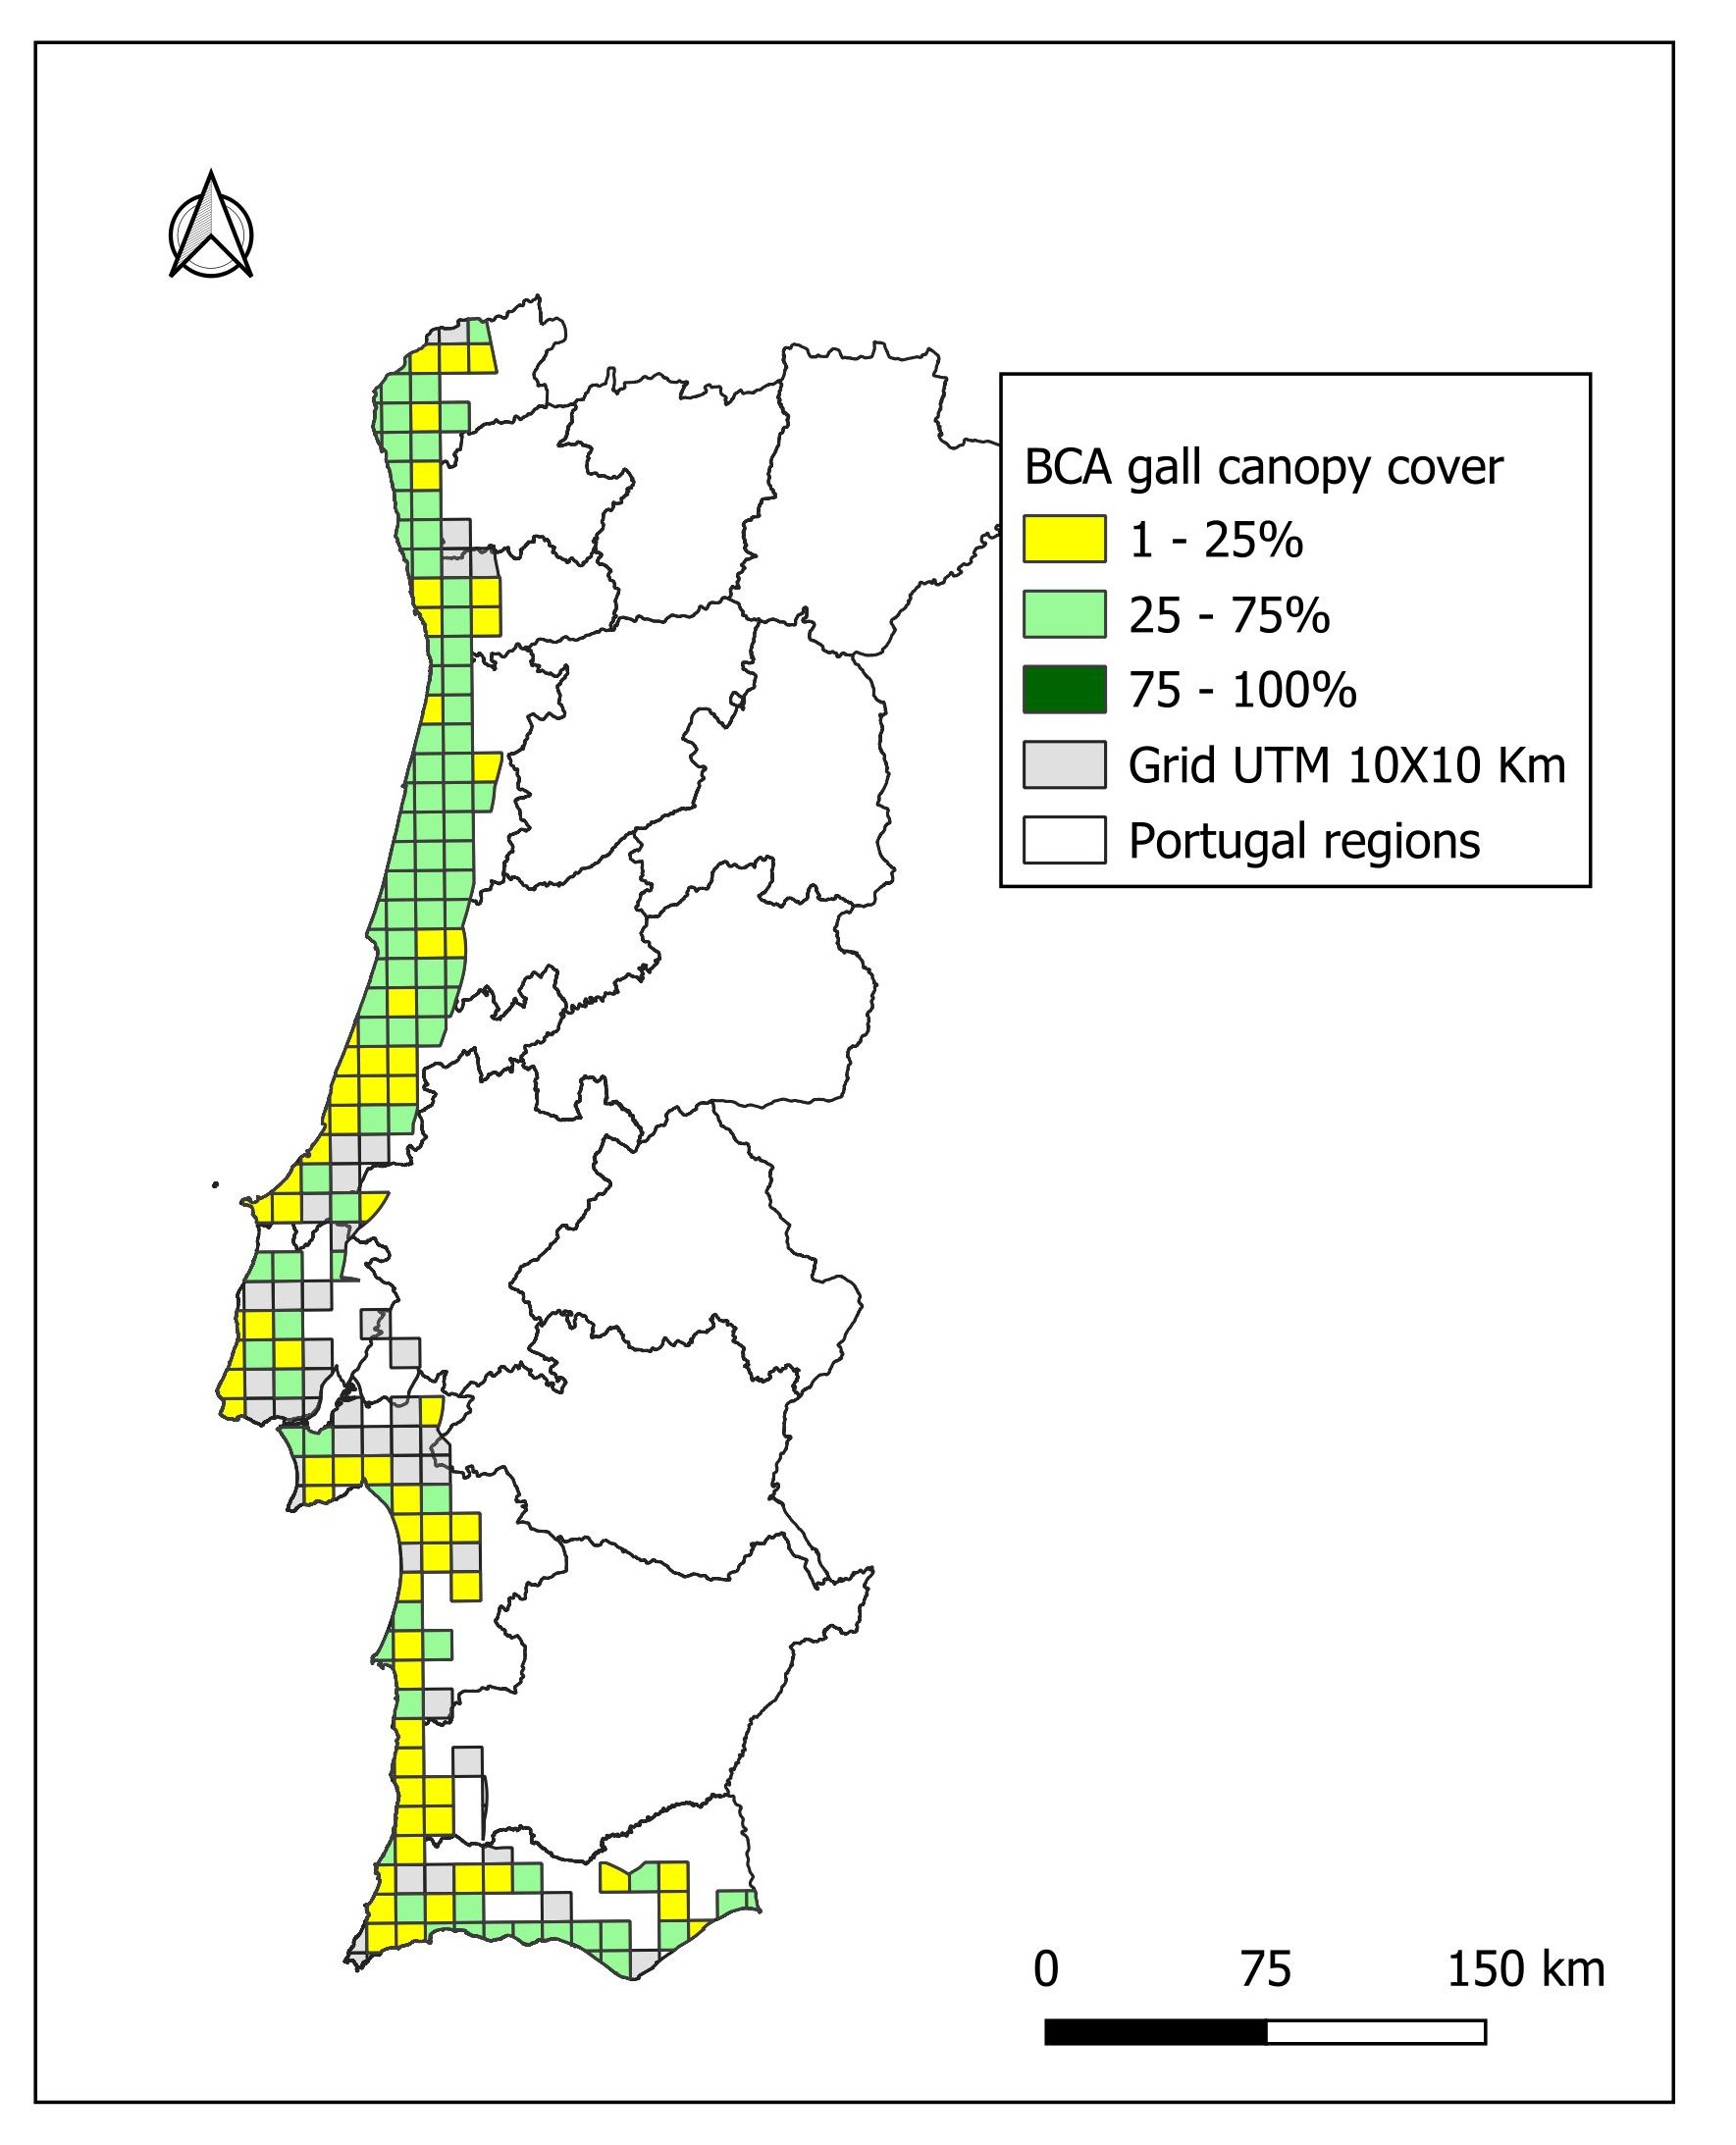 BCA gall canopy cover
1 - 25%
25 - 75%
75 - 100%
Grid UTM 10X10 Km
Portugal regions
0 75 150 km